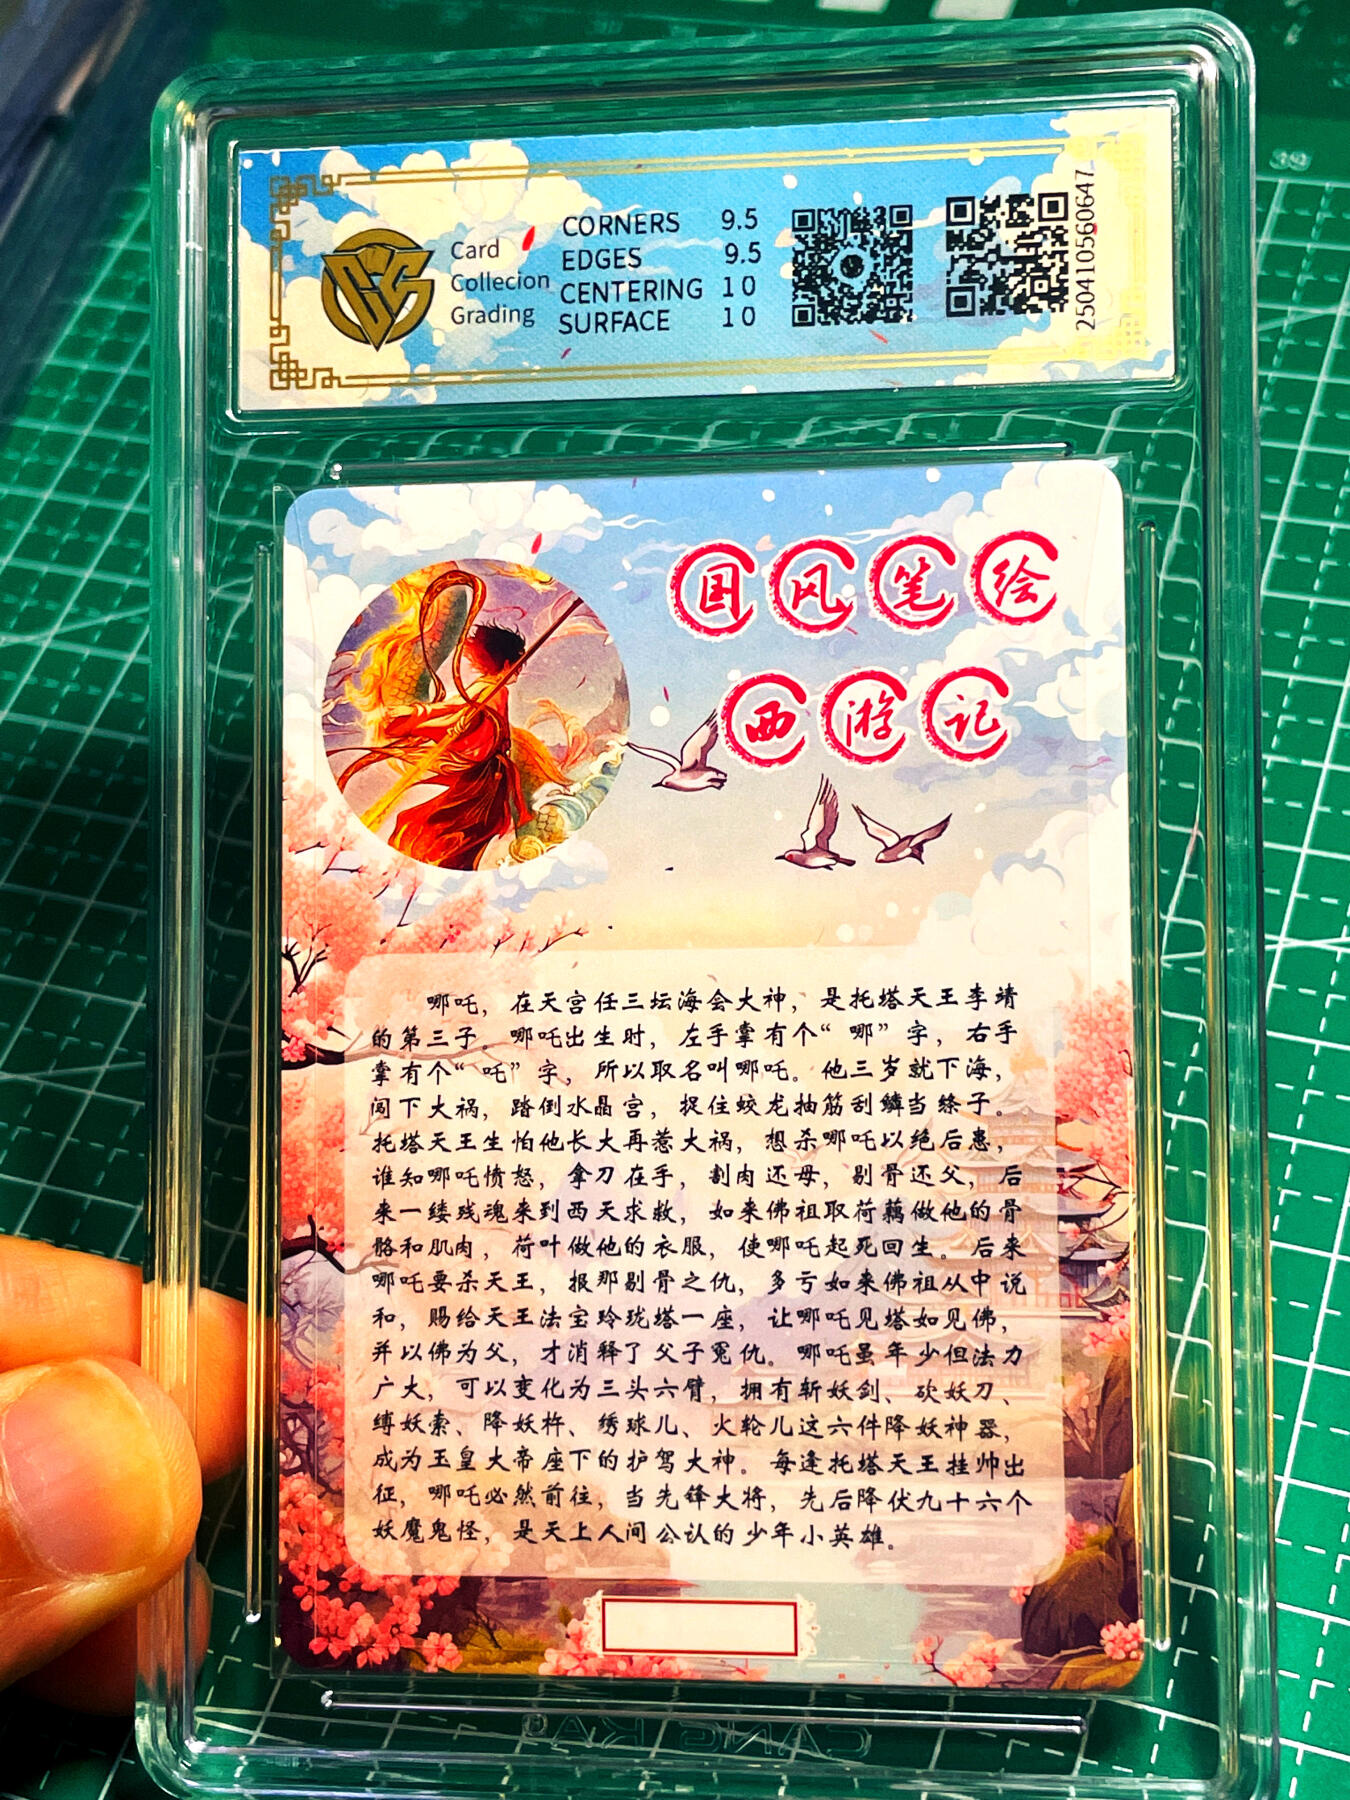 Card
Collecion
Grading
CORNERS 9.5
EDGES 9.5
CENTERING 10
SURFACE 10
250410560647
国风笔绘
西游记
哪吒，在天宫任三坛海会大神，是托塔天王李靖
的第三子。哪吒出生时，左手掌有个“哪”字，右手
掌有个“吒”字，所以取名叫哪吒。他三岁就下海，
闯下大祸，踏倒水晶宫，捉住蛟龙抽筋刮鳞当绦子。
托塔天王生怕他长大再惹大祸，想杀哪吒以绝后患，
谁知哪吒愤怒，拿刀在手，割肉还母，剔骨还父，后
来一缕残魂来到西天求救，如来佛祖取荷藕做他的骨
骼和肌肉，荷叶做他的衣服，使哪吒起死回生。后来
哪吒要杀天王，报那剔骨之仇，多亏如来佛祖从中说
和，赐给天王法宝玲珑塔一座，让哪吒见塔如见佛，
并以佛为父，才消释了父子冤仇。哪吒虽年少但法力
广大，可以变化为三头六臂，拥有斩妖剑、砍妖刀、
缚妖索、降妖杵、绣球儿、火轮儿这六件降妖神器，
成为玉皇大帝座下的护驾大神。每逢托塔天王挂帅出
征，哪吒必然前往，当先锋大将，先后降伏九十六个
妖魔鬼怪，是天上人间公认的少年小英雄。